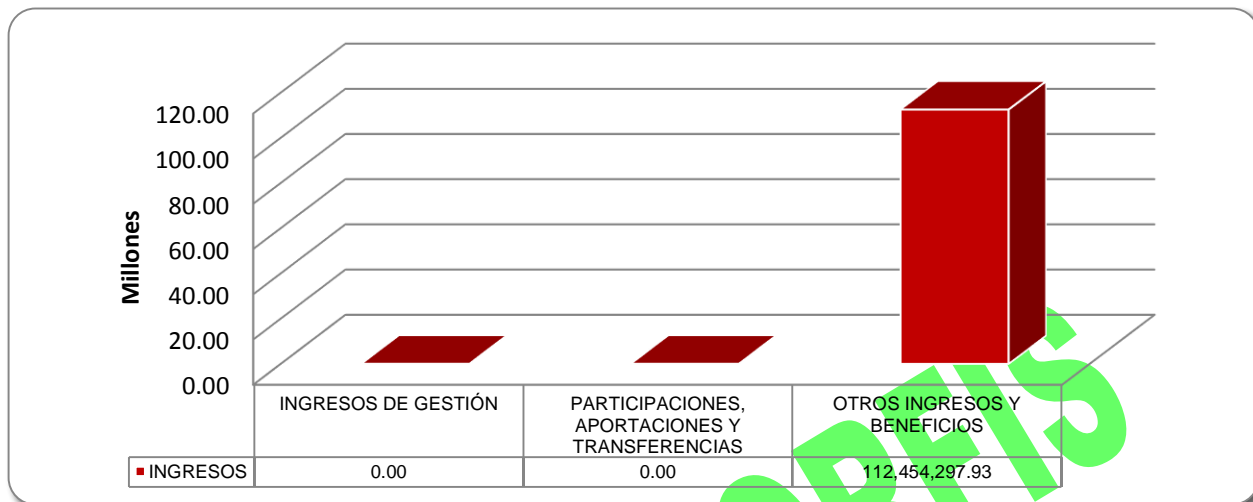 120.00
100.00
80.00
60.00
40.00
20.00
0.00
Millones
INGRESOS DE GESTIÓN
PARTICIPACIONES,
APORTACIONES Y
TRANSFERENCIAS
OTROS INGRESOS Y
BENEFICIOS
INGRESOS 0.00 0.00 112,454,297.93